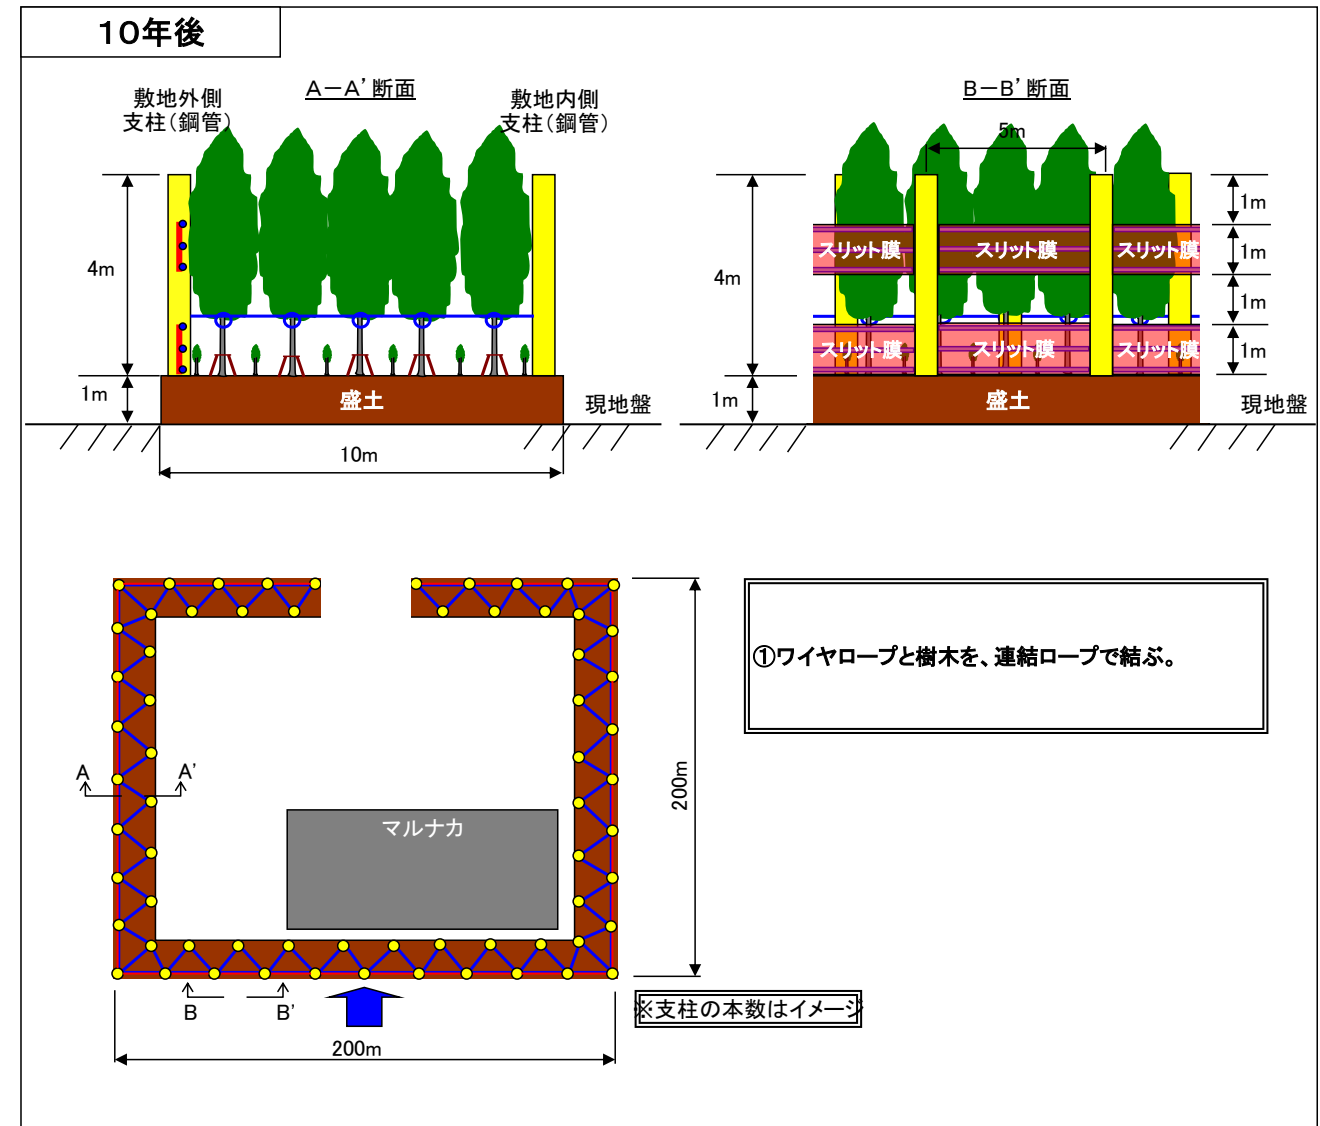 10年後
A-A'断面
敷地外側
支柱(鋼管)
敷地内側
支柱(鋼管)
4m
1m
盛土
現地盤
10m
B-B'断面
5m
4m
1m
1m
1m
1m
1m
スリット膜
スリット膜
スリット膜
スリット膜
スリット膜
スリット膜
盛土
現地盤
①ワイヤロープと樹木を、連結ロープで結ぶ。
A
A'
マルナカ
200m
B
B'
200m
※支柱の本数はイメージ